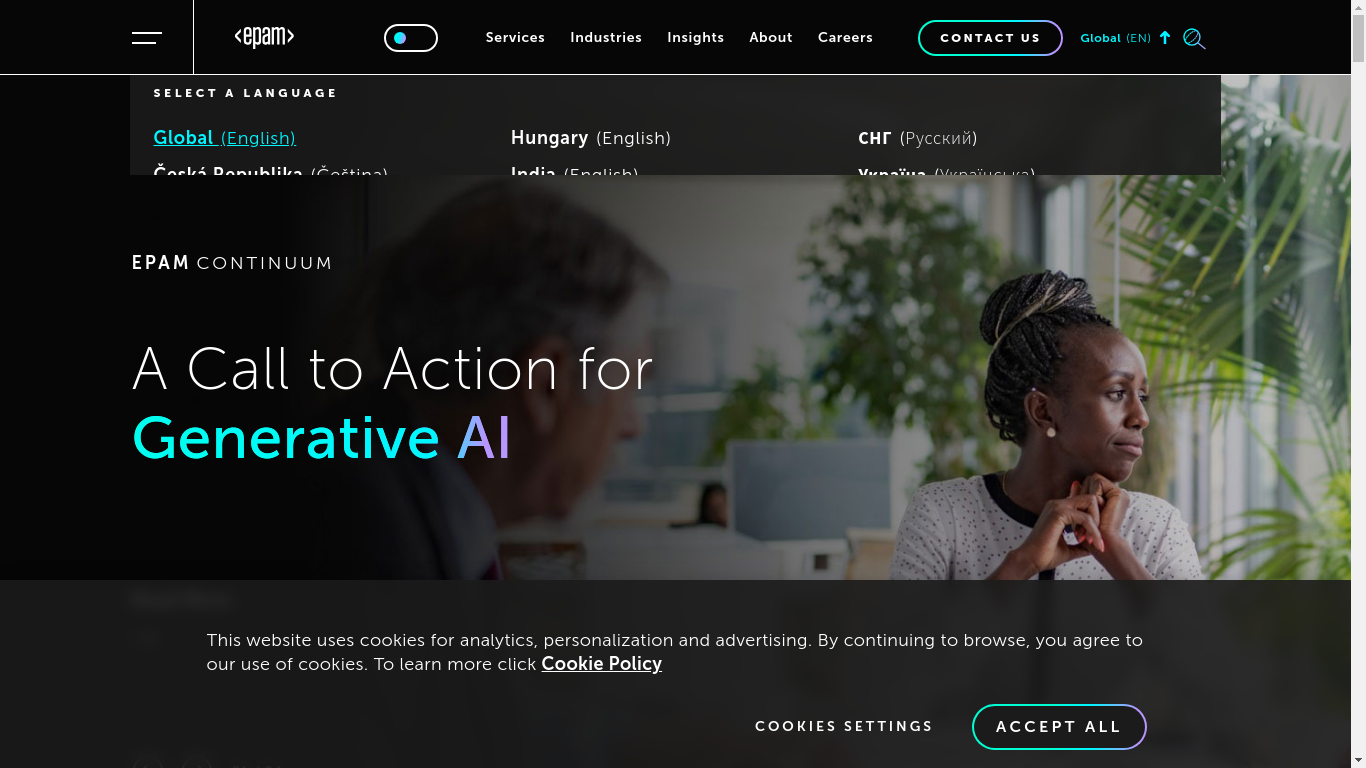 <epam>
Services Industries Insights About Careers
CONTACT US
Global (EN)
SELECT A LANGUAGE
Global (English) Hungary (English) СНГ (Русский)
Česká Republika (Čeština) India (English) Україна (Українська)
EPAM CONTINUUM
A Call to Action for
Generative AI
This website uses cookies for analytics, personalization and advertising. By continuing to browse, you agree to
our use of cookies. To learn more click Cookie Policy
COOKIES SETTINGS ACCEPT ALL